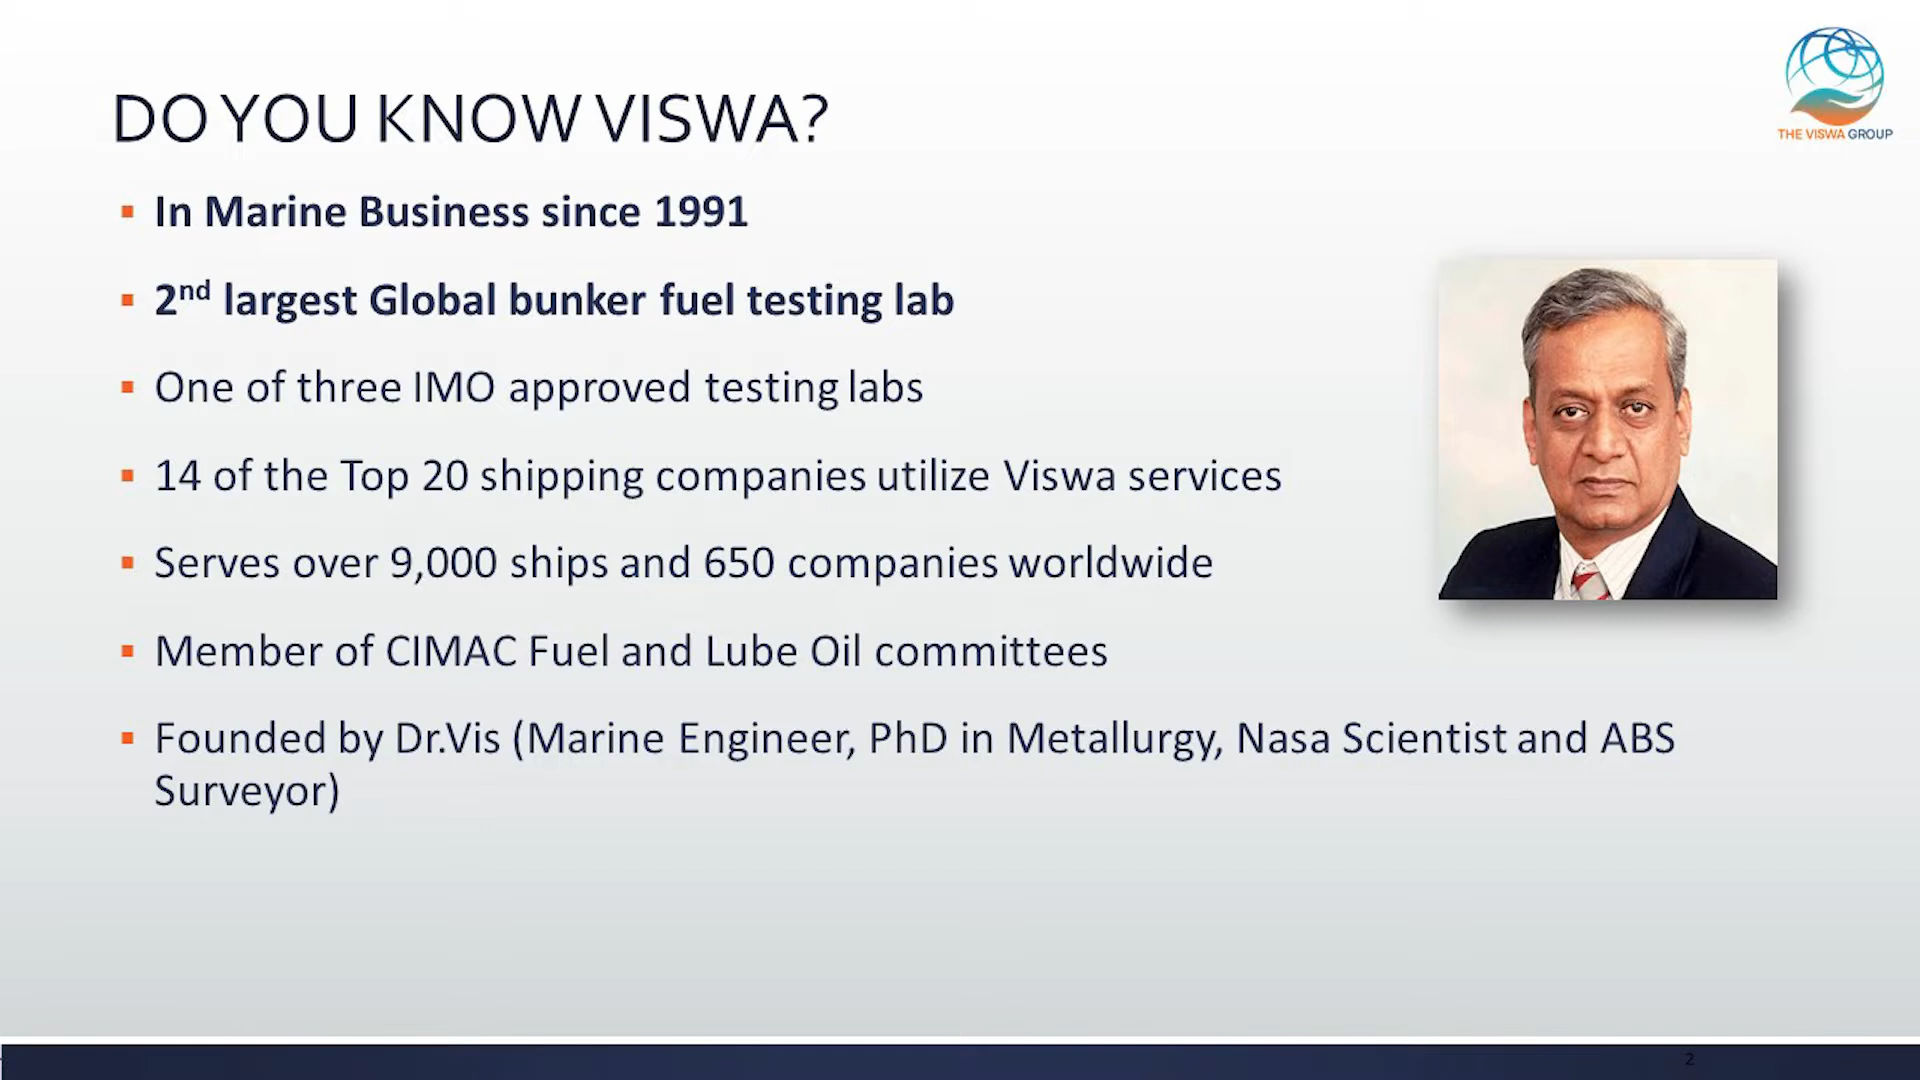 THE VISWA GROUP
DO YOU KNOW VISWA?
▪ In Marine Business since 1991
▪ 2nd largest Global bunker fuel testing lab
▪ One of three IMO approved testing labs
▪ 14 of the Top 20 shipping companies utilize Viswa services
▪ Serves over 9,000 ships and 650 companies worldwide
▪ Member of CIMAC Fuel and Lube Oil committees
▪ Founded by Dr.Vis (Marine Engineer, PhD in Metallurgy, Nasa Scientist and ABS
Surveyor)
2